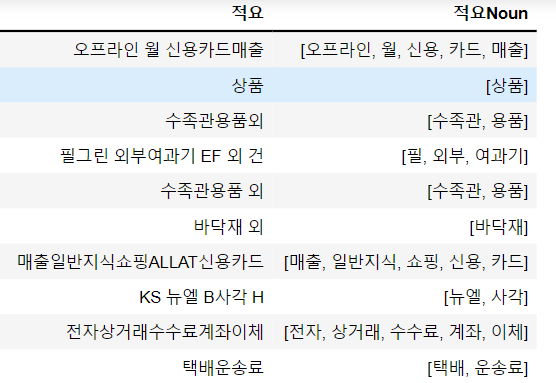 적요 적요Noun
오프라인 월 신용카드매출 [오프라인, 월, 신용, 카드, 매출]
상품 [상품]
수족관용품외 [수족관, 용품]
필그린 외부여과기 EF 외 건 [필, 외부, 여과기]
수족관용품 외 [수족관, 용품]
바닥재 외 [바닥재]
매출일반지식쇼핑ALLAT신용카드 [매출, 일반지식, 쇼핑, 신용, 카드]
KS 뉴엘 B사각 H [뉴엘, 사각]
전자상거래수수료계좌이체 [전자, 상거래, 수수료, 계좌, 이체]
택배운송료 [택배, 운송료]